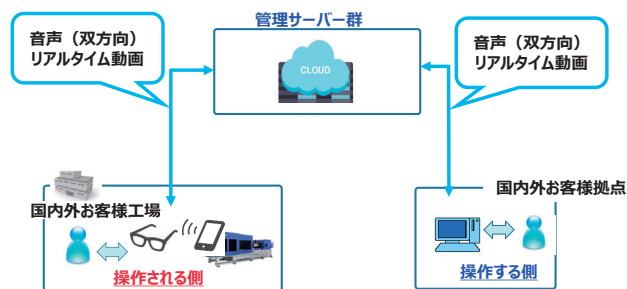 管理サーバー群
音声（双方向）
リアルタイム動画
音声（双方向）
リアルタイム動画
CLOUD
国内外お客様工場
操作される側
国内外お客様拠点
操作する側